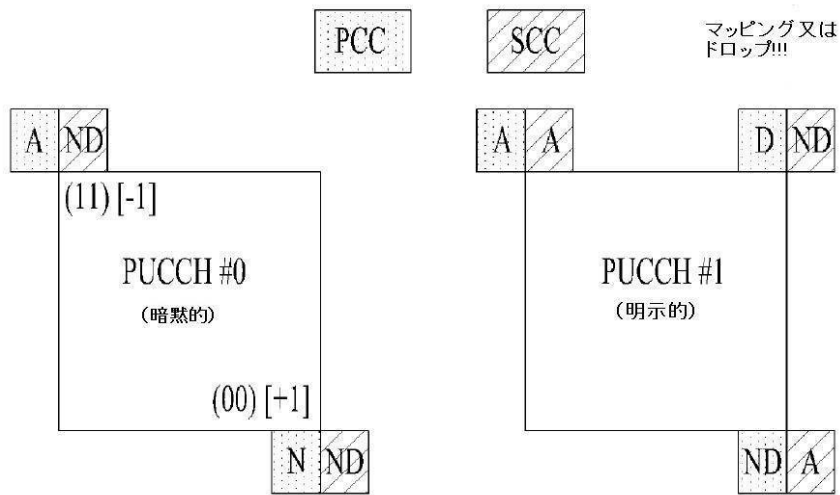 PCC
SCC
マッピング又は
ドロップ!!!
A ND
A A
D ND
(11) [-1]
PUCCH #0
(暗黙的)
PUCCH #1
(明示的)
(00) [+1]
N ND
ND A